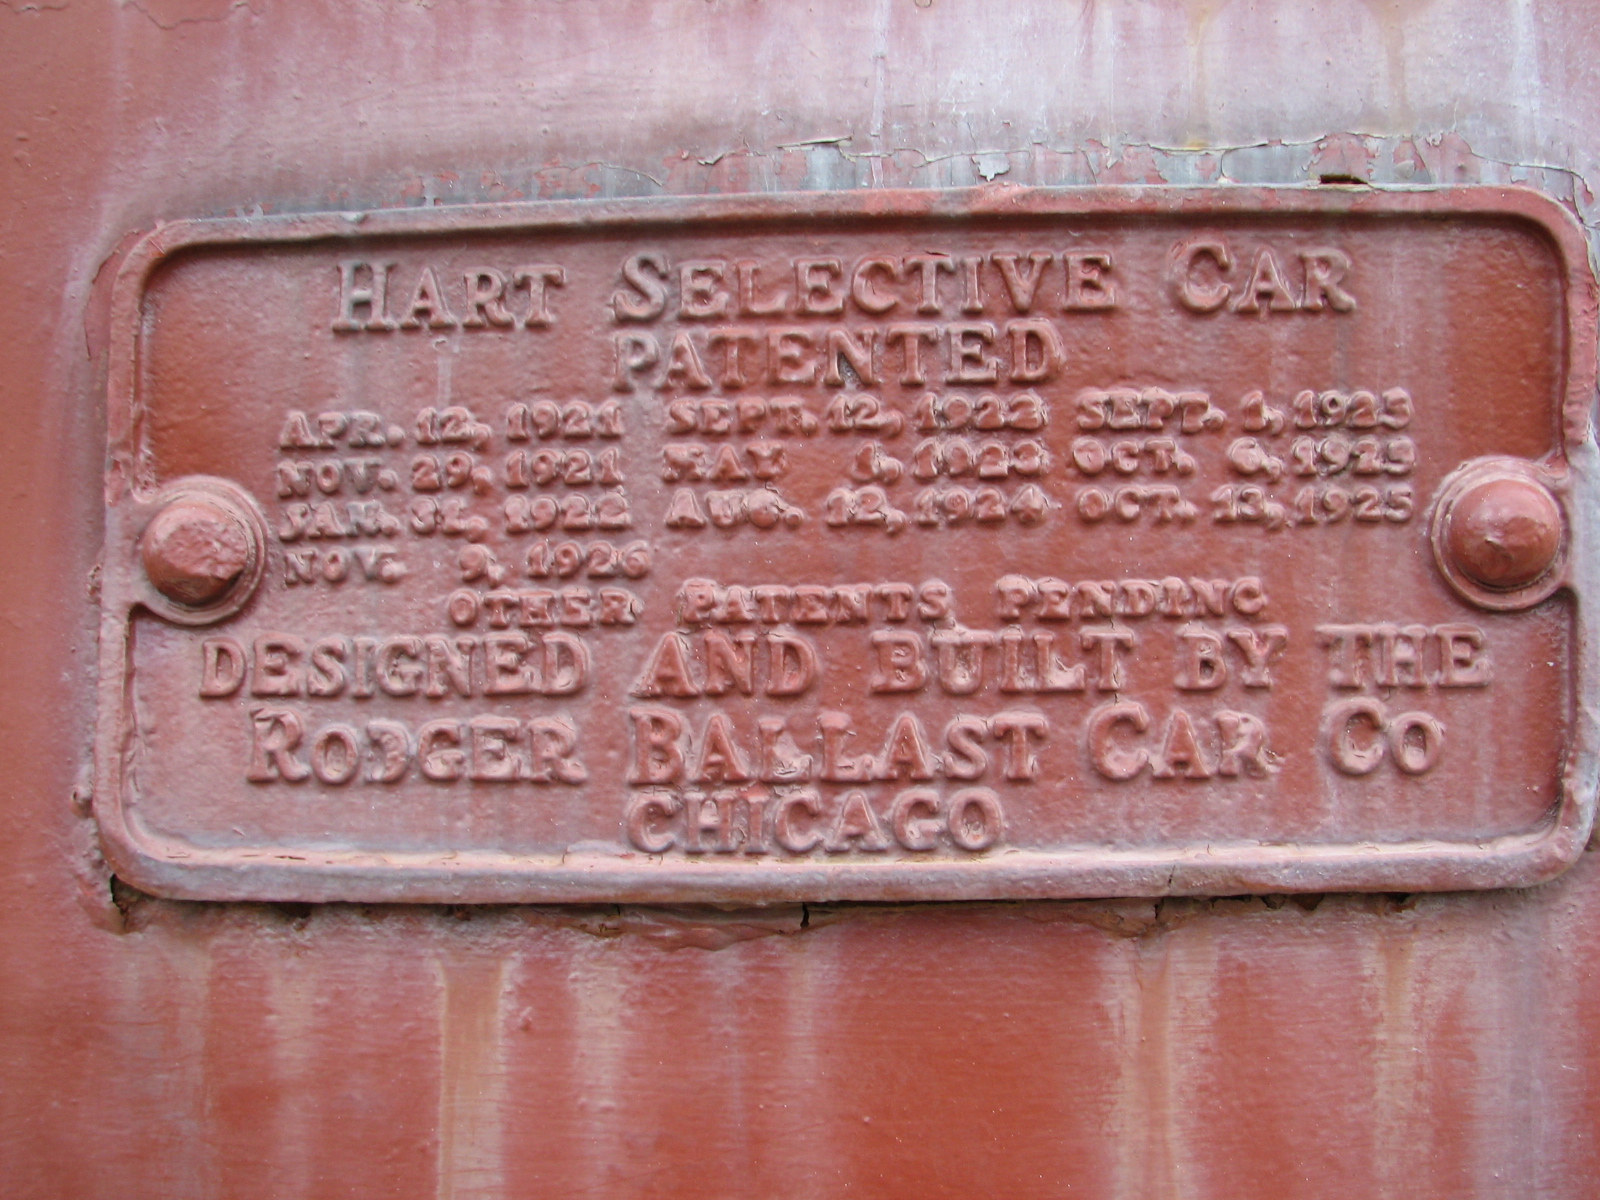 HART SELECTIVE CAR
PATENTED
APR. 12, 1921 SEPT. 12, 1922 SEPT. 1, 1925
NOV. 29, 1921 MAY 1, 1923 OCT. 6, 1925
JAN. 31, 1922 AUG. 12, 1924 OCT. 13, 1925
NOV. 9, 1926
OTHER PATENTS PENDING
DESIGNED AND BUILT BY THE
RODGER BALLAST CAR CO
CHICAGO